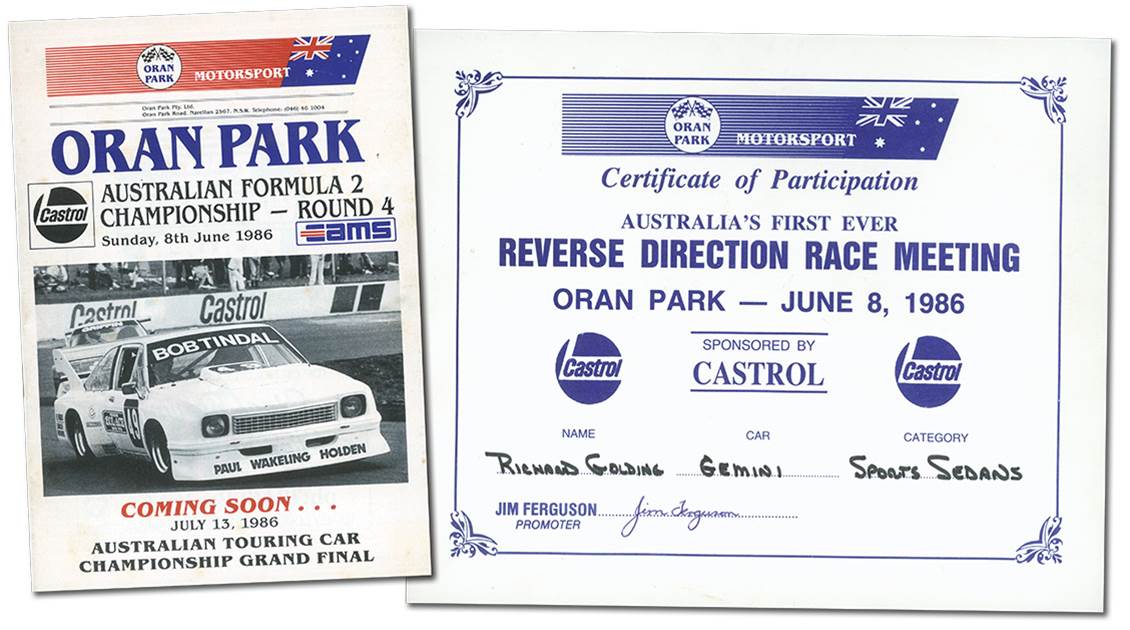 ORAN
PARK
MOTORSPORT
Oran Park Pty. Ltd.
Oran Park Road, Narellan 2567. N.S.W. Telephone: (046) 46 1004
ORAN PARK
Castrol
AUSTRALIAN FORMULA 2
CHAMPIONSHIP — ROUND 4
Sunday, 8th June 1986
CAMS
Castrol
Castrol
GRIFFIN
BOB TINDAL
49
49
PAUL WAKELING HOLDEN
COMING SOON . . .
JULY 13, 1986
AUSTRALIAN TOURING CAR
CHAMPIONSHIP GRAND FINAL
ORAN
PARK
MOTORSPORT
Certificate of Participation
AUSTRALIA'S FIRST EVER
REVERSE DIRECTION RACE MEETING
ORAN PARK — JUNE 8, 1986
Castrol
SPONSORED BY
CASTROL
Castrol
NAME CAR CATEGORY
RICHARD GOLDING GEMINI SPORTS SEDANS
JIM FERGUSON Jim Ferguson
PROMOTER